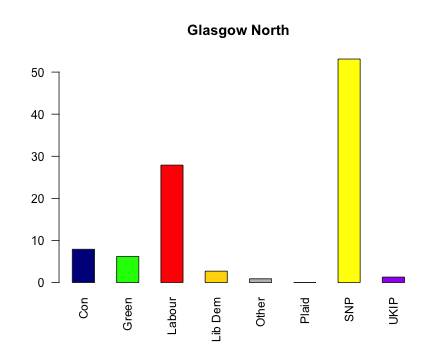 Glasgow North
50
40
30
20
10
0
Con
Green
Labour
Lib Dem
Other
Plaid
SNP
UKIP